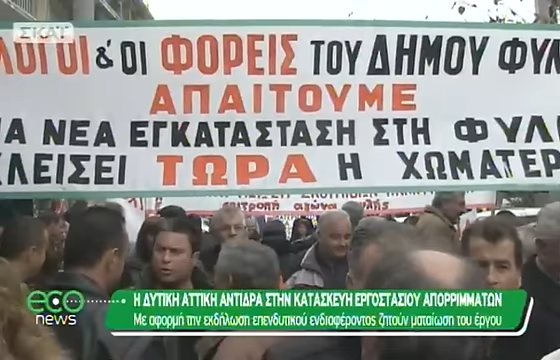 ΣΚΑΪ
ΛΟΓΟΙ & ΟΙ ΦΟΡΕΙΣ ΤΟΥ ΔΗΜΟΥ ΦΥΛ
ΑΠΑΙΤΟΥΜΕ
ΙΑ ΝΕΑ ΕΓΚΑΤΑΣΤΑΣΗ ΣΤΗ ΦΥΛ
ΛΕΙΣΕΙ ΤΩΡΑ Η ΧΩΜΑΤΕΡ
eco news
Η ΔΥΤΙΚΗ ΑΤΤΙΚΗ ΑΝΤΙΔΡΑ ΣΤΗΝ ΚΑΤΑΣΚΕΥΗ ΕΡΓΟΣΤΑΣΙΟΥ ΑΠΟΡΡΙΜΜΑΤΩΝ
Με αφορμή την εκδήλωση επενδυτικού ενδιαφέροντος ζητούν ματαίωση του έργου